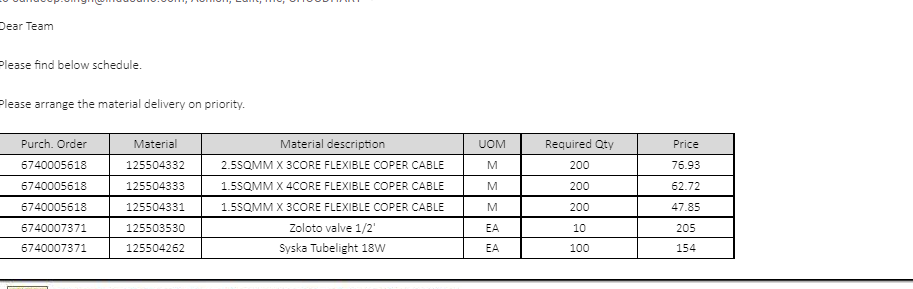 Dear Team
Please find below schedule.
Please arrange the material delivery on priority.
Purch. Order Material Material description UOM Required Qty Price
6740005618 125504332 2.5SQMM X 3CORE FLEXIBLE COPER CABLE M 200 76.93
6740005618 125504333 1.5SQMM X 4CORE FLEXIBLE COPER CABLE M 200 62.72
6740005618 125504331 1.5SQMM X 3CORE FLEXIBLE COPER CABLE M 200 47.85
6740007371 125503530 Zoloto valve 1/2' EA 10 205
6740007371 125504262 Syska Tubelight 18W EA 100 154